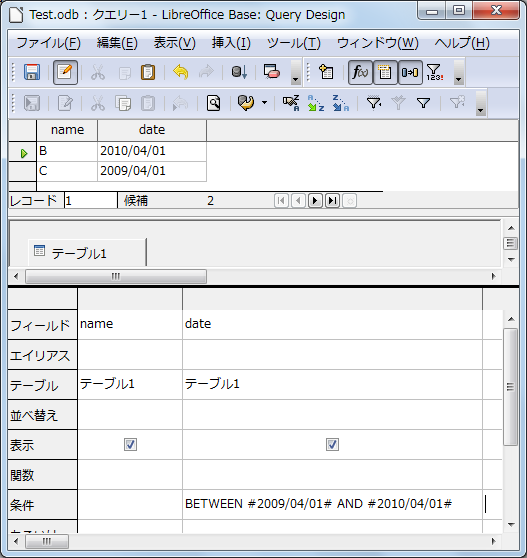 Test.odb : クエリー1 - LibreOffice Base: Query Design
ファイル(F) 編集(E) 表示(V) 挿入(I) ツール(T) ウィンドウ(W) ヘルプ(H)
f(x) 123!
name date
B 2010/04/01
C 2009/04/01
レコード 1 候補 2
テーブル1
フィールド name date
エイリアス
テーブル テーブル1 テーブル1
並べ替え
表示
関数
条件 BETWEEN #2009/04/01# AND #2010/04/01#